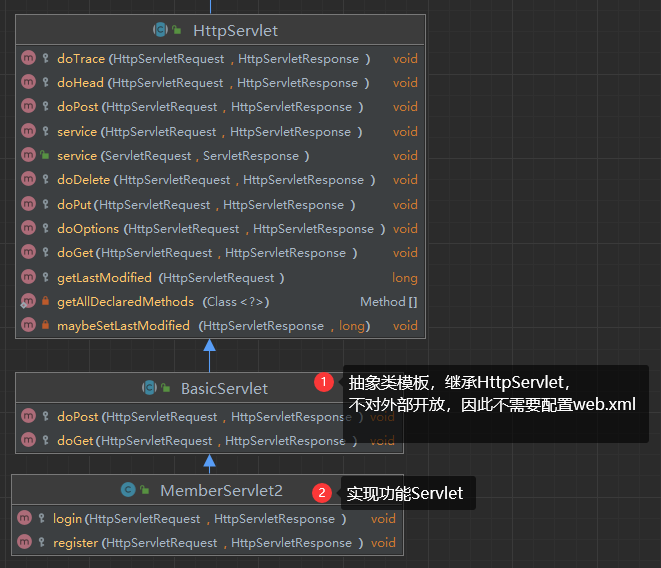 HttpServlet
doTrace (HttpServletRequest , HttpServletResponse ) void
doHead (HttpServletRequest , HttpServletResponse ) void
doPost (HttpServletRequest , HttpServletResponse ) void
service (HttpServletRequest , HttpServletResponse ) void
service (ServletRequest , ServletResponse ) void
doDelete (HttpServletRequest , HttpServletResponse ) void
doPut (HttpServletRequest , HttpServletResponse ) void
doOptions (HttpServletRequest , HttpServletResponse ) void
doGet (HttpServletRequest , HttpServletResponse ) void
getLastModified (HttpServletRequest ) long
getAllDeclaredMethods (Class <?>) Method []
maybeSetLastModified (HttpServletResponse , long) void
BasicServlet
1 抽象类模板，继承HttpServlet，
不对外部开放，因此不需要配置web.xml
doPost (HttpServletRequest , HttpServletResponse ) void
doGet (HttpServletRequest , HttpServletResponse ) void
MemberServlet2
2 实现功能Servlet
login (HttpServletRequest , HttpServletResponse ) void
register (HttpServletRequest , HttpServletResponse ) void